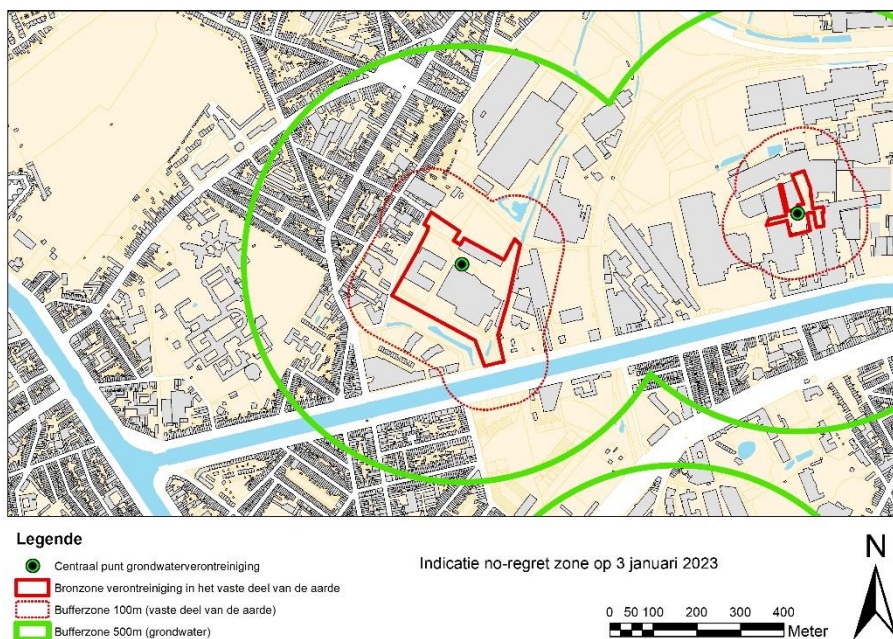 Legende
Centraal punt grondwaterverontreiniging
Bronzone verontreiniging in het vaste deel van de aarde
Bufferzone 100m (vaste deel van de aarde)
Bufferzone 500m (grondwater)
Indicatie no-regret zone op 3 januari 2023
0 50 100 200 300 400
Meter
N